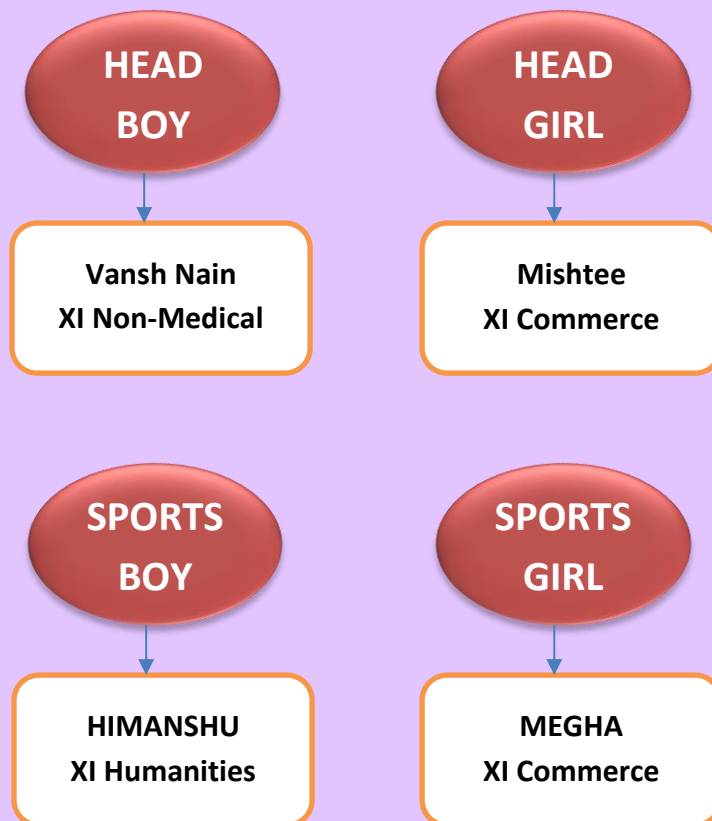 HEAD
BOY
HEAD
GIRL
Vansh Nain
XI Non-Medical
Mishtee
XI Commerce
SPORTS
BOY
SPORTS
GIRL
HIMANSHU
XI Humanities
MEGHA
XI Commerce